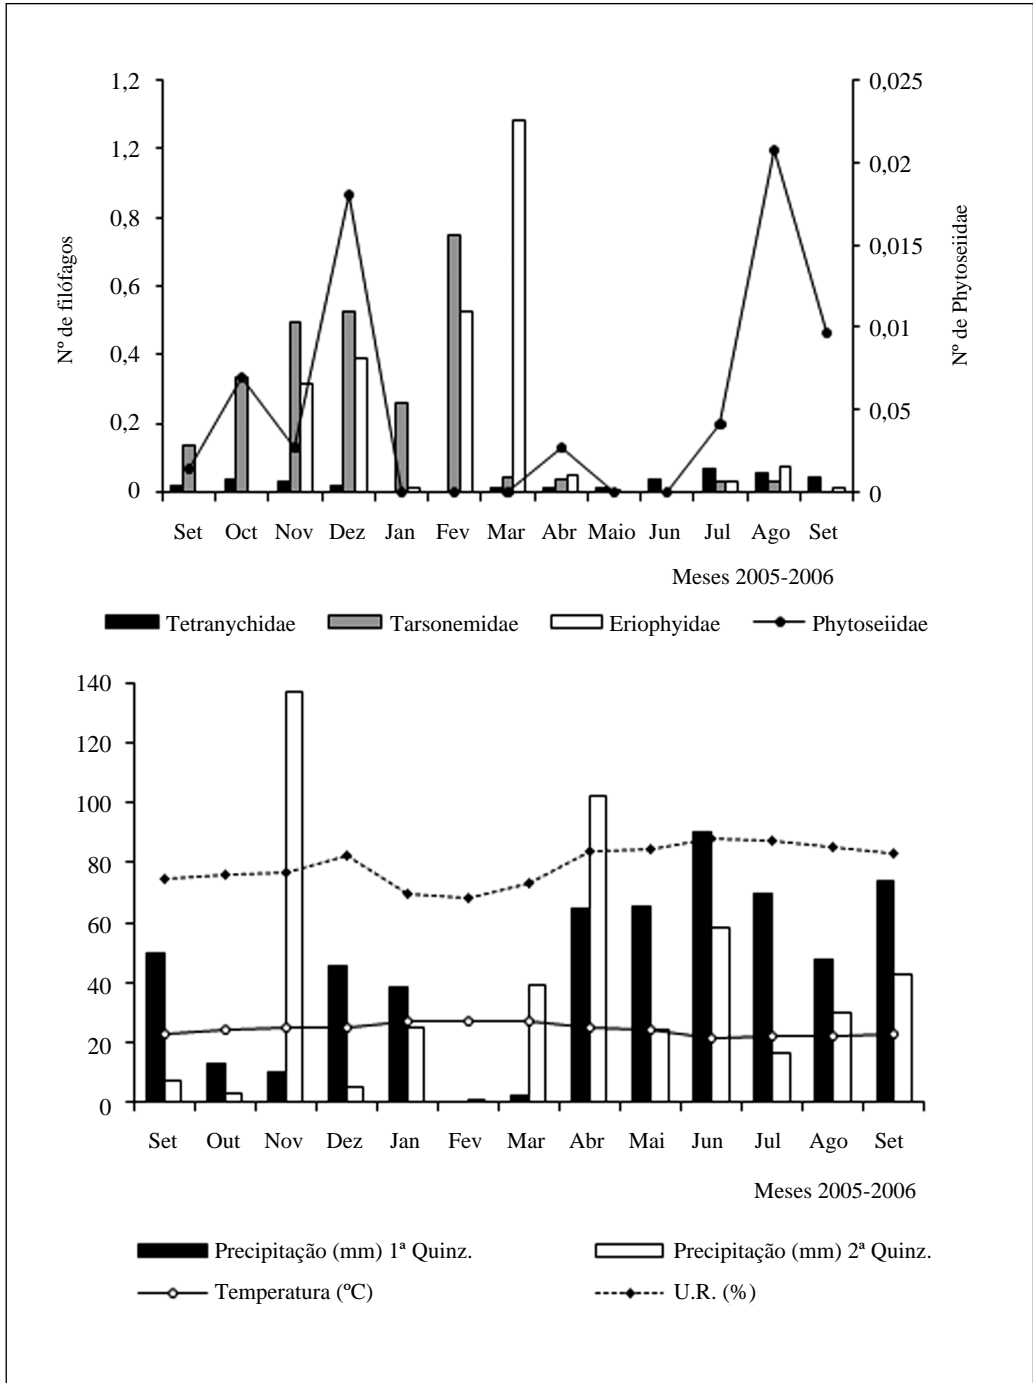 1,2
1,2
0,8
0,6
0,4
0,2
0
Nº de filófagos
0,025
0,02
0,015
0,01
0,05
0
Nº de Phytoseiidae
Set Oct Nov Dez Jan Fev Mar Abr Maio Jun Jul Ago Set
Meses 2005-2006
Tetranychidae Tarsonemidae Eriophyidae Phytoseiidae
140
120
100
80
60
40
20
0
Set Out Nov Dez Jan Fev Mar Abr Mai Jun Jul Ago Set
Meses 2005-2006
Precipitação (mm) 1ª Quinz. Precipitação (mm) 2ª Quinz.
Temperatura (ºC) U.R. (%)